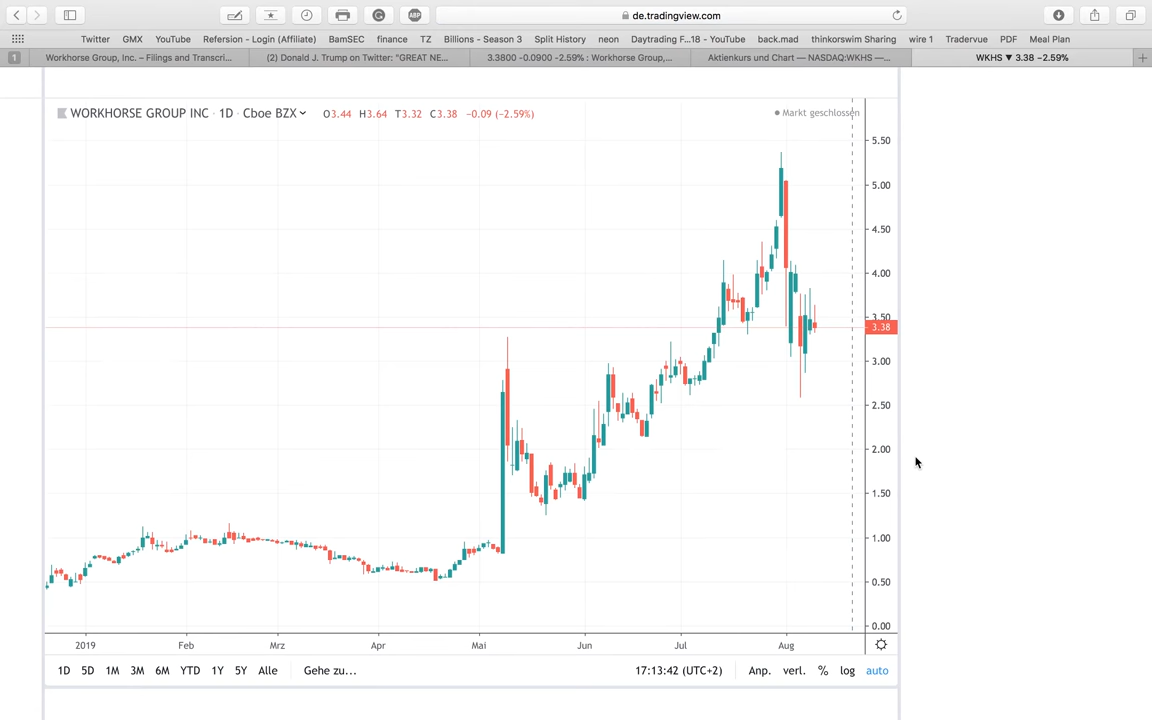 de.tradingview.com
Twitter GMX YouTube Refersion - Login (Affiliate) BamSEC finance TZ Billions - Season 3 Split History neon Daytrading F...18 - YouTube back.mad thinkorswim Sharing wire 1 Tradervue PDF Meal Plan
1 Workhorse Group, Inc. – Filings and Transcri... (2) Donald J. Trump on Twitter: "GREAT NE... 3.3800 -0.0900 -2.59% : Workhorse Group,... Aktienkurs und Chart — NASDAQ:WKHS —... WKHS ▼ 3.38 −2.59%
WORKHORSE GROUP INC · 1D · Cboe BZX O3.44 H3.64 T3.32 C3.38 −0.09 (−2.59%) Markt geschlossen
5.50
5.00
4.50
4.00
3.50
3.38
3.00
2.50
2.00
1.50
1.00
0.50
0.00
2019 Feb Mrz Apr Mai Jun Jul Aug
1D 5D 1M 3M 6M YTD 1Y 5Y Alle Gehe zu... 17:13:42 (UTC+2) Anp. verl. % log auto
ABP